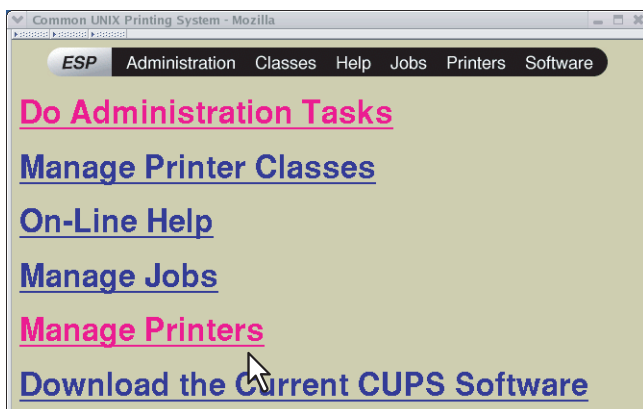 Common UNIX Printing System - Mozilla
ESP Administration Classes Help Jobs Printers Software
Do Administration Tasks
Manage Printer Classes
On-Line Help
Manage Jobs
Manage Printers
Download the Current CUPS Software